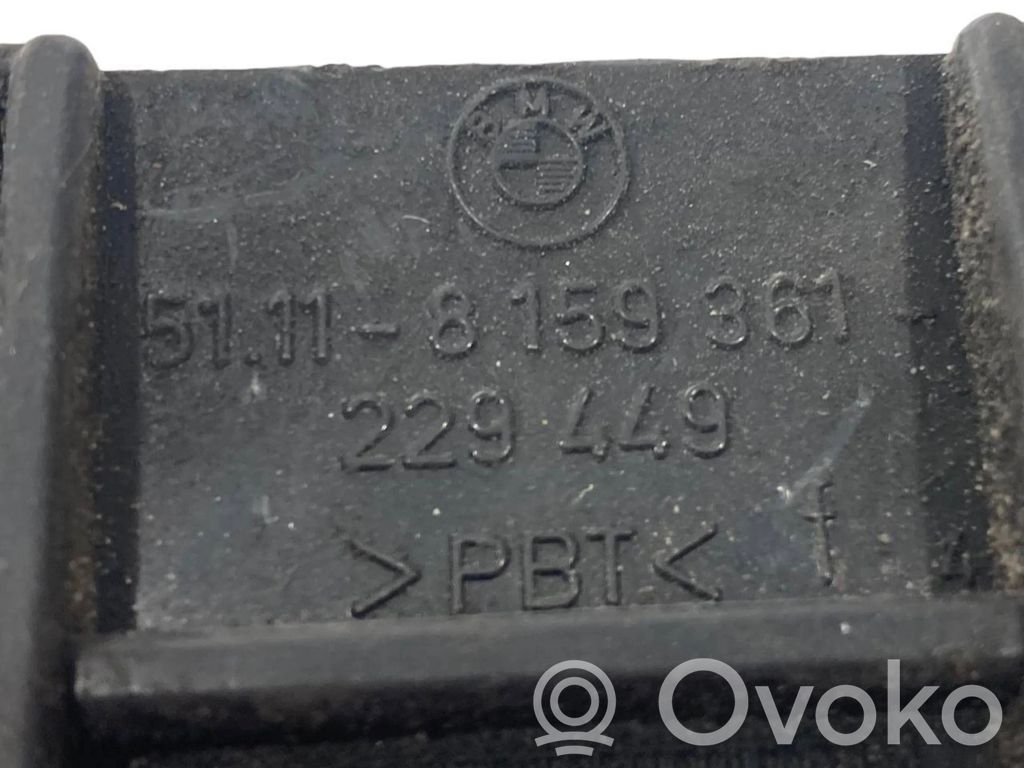 BMW
51.11-8 159 361
229 449
>PBT< f
Ovoko